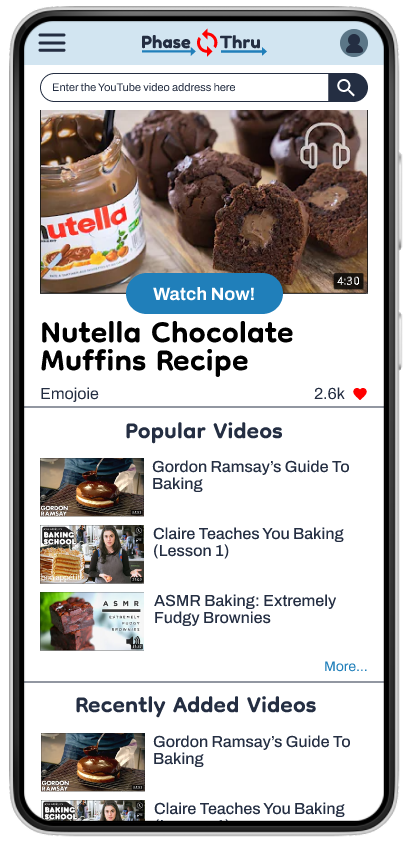 Phase Thru
Enter the YouTube video address here
nutella
4:30
Watch Now!
Nutella Chocolate
Muffins Recipe
Emojoie 2.6k
Popular Videos
GORDON
RAMSAY
Gordon Ramsay's Guide To
Baking
BAKING
SCHOOL
bon appétit
Claire Teaches You Baking
(Lesson 1)
ASMR
EXTREMELY
FUDGY
BROWNIES
ASMR Baking: Extremely
Fudgy Brownies
More...
Recently Added Videos
GORDON
RAMSAY
Gordon Ramsay's Guide To
Baking
BAKING
SCHOOL
Claire Teaches You Baking